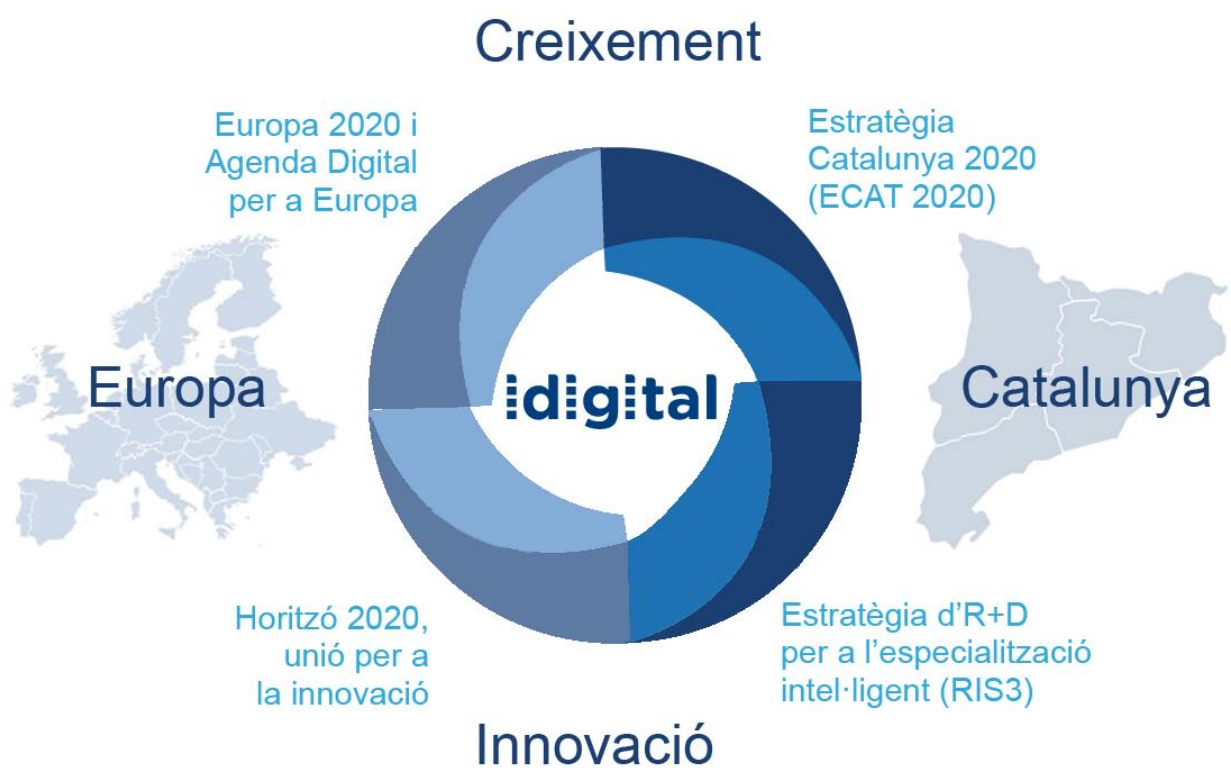 Creixement
Europa 2020 i
Agenda Digital
per a Europa
Estratègia
Catalunya 2020
(ECAT 2020)
Europa
idigital
Catalunya
Horitzó 2020,
unió per a
la innovació
Estratègia d’R+D
per a l’especialització
intel·ligent (RIS3)
Innovació